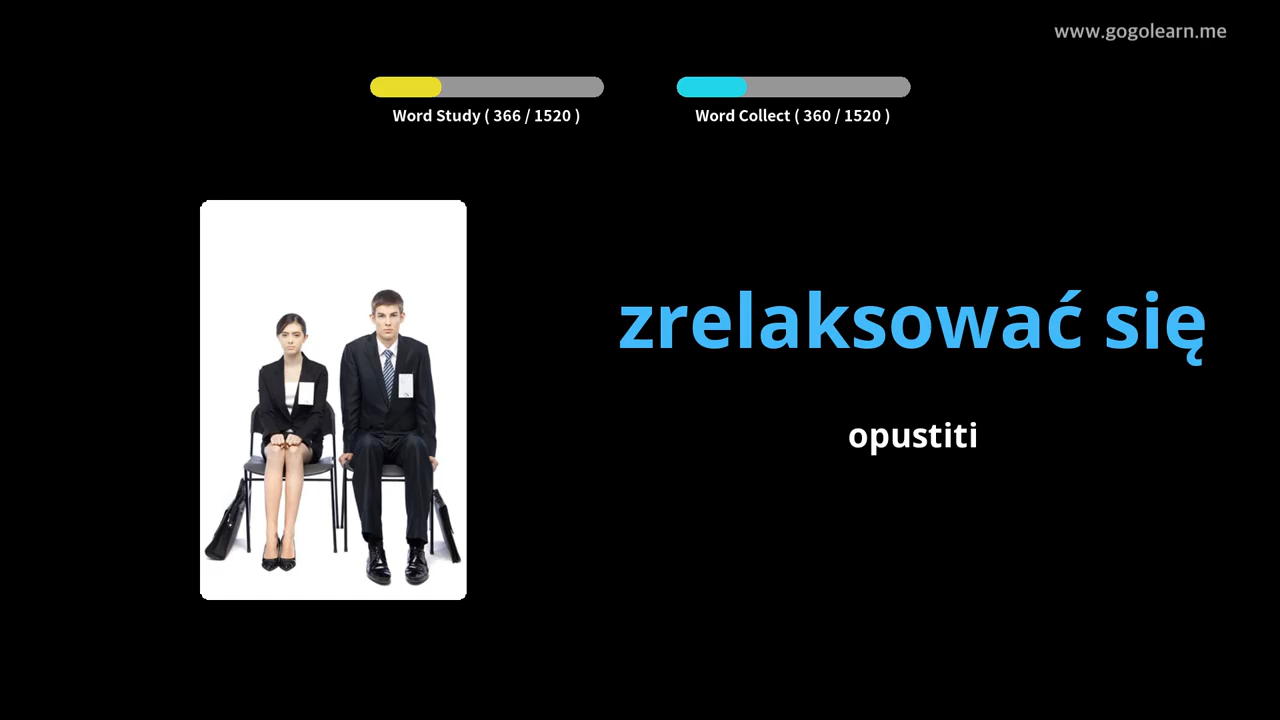 www.gogolearn.me
Word Study ( 366 / 1520 )
Word Collect ( 360 / 1520 )
zrelaksować się
opustiti